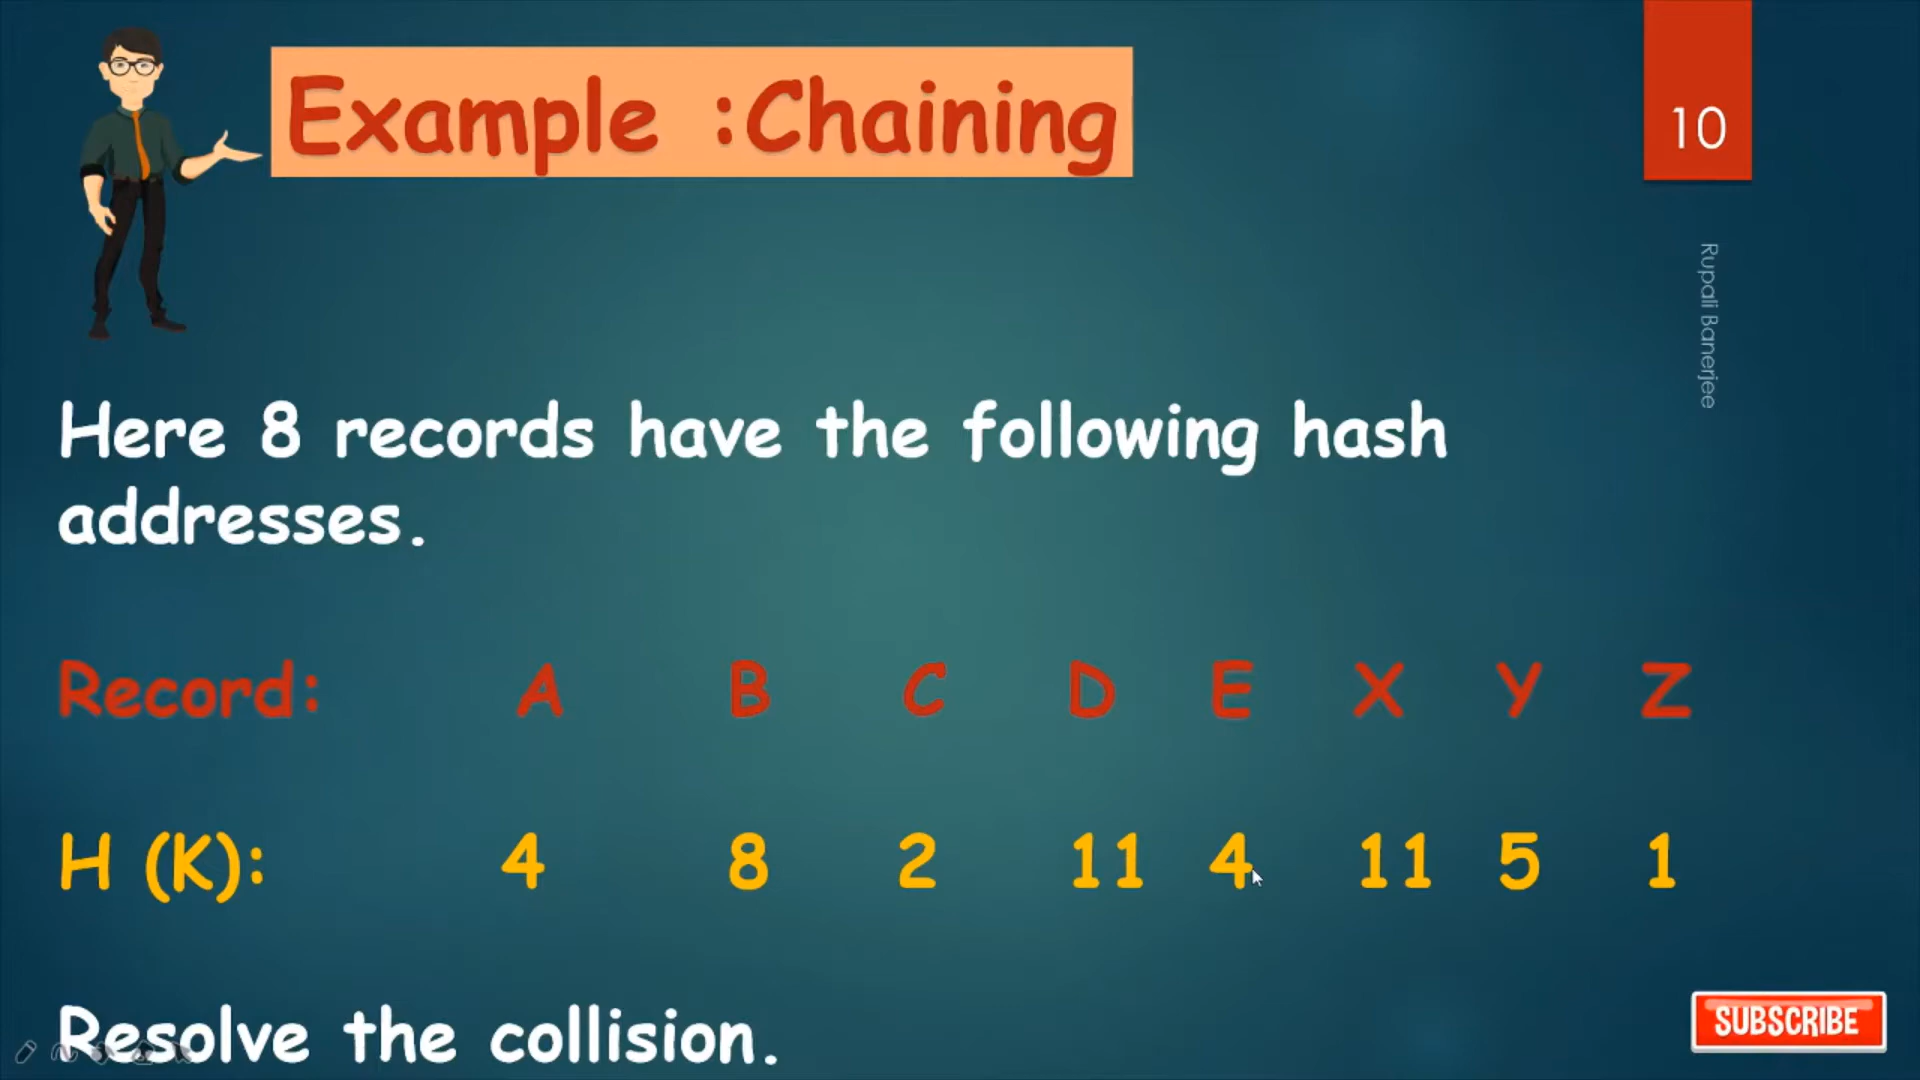 Example :Chaining
10
Rupali Banerjee
Here 8 records have the following hash
addresses.
Record: A B C D E X Y Z
H (K): 4 8 2 11 4 11 5 1
Resolve the collision.
SUBSCRIBE